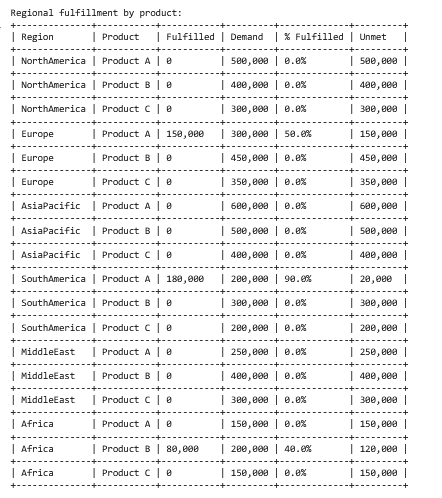 Regional fulfillment by product:
| Region | Product | Fulfilled | Demand | % Fulfilled | Unmet |
| NorthAmerica | Product A | 0 | 500,000 | 0.0% | 500,000 |
| NorthAmerica | Product B | 0 | 400,000 | 0.0% | 400,000 |
| NorthAmerica | Product C | 0 | 300,000 | 0.0% | 300,000 |
| Europe | Product A | 150,000 | 300,000 | 50.0% | 150,000 |
| Europe | Product B | 0 | 450,000 | 0.0% | 450,000 |
| Europe | Product C | 0 | 350,000 | 0.0% | 350,000 |
| AsiaPacific | Product A | 0 | 600,000 | 0.0% | 600,000 |
| AsiaPacific | Product B | 0 | 500,000 | 0.0% | 500,000 |
| AsiaPacific | Product C | 0 | 400,000 | 0.0% | 400,000 |
| SouthAmerica | Product A | 180,000 | 200,000 | 90.0% | 20,000 |
| SouthAmerica | Product B | 0 | 300,000 | 0.0% | 300,000 |
| SouthAmerica | Product C | 0 | 200,000 | 0.0% | 200,000 |
| MiddleEast | Product A | 0 | 250,000 | 0.0% | 250,000 |
| MiddleEast | Product B | 0 | 400,000 | 0.0% | 400,000 |
| MiddleEast | Product C | 0 | 300,000 | 0.0% | 300,000 |
| Africa | Product A | 0 | 150,000 | 0.0% | 150,000 |
| Africa | Product B | 80,000 | 200,000 | 40.0% | 120,000 |
| Africa | Product C | 0 | 150,000 | 0.0% | 150,000 |